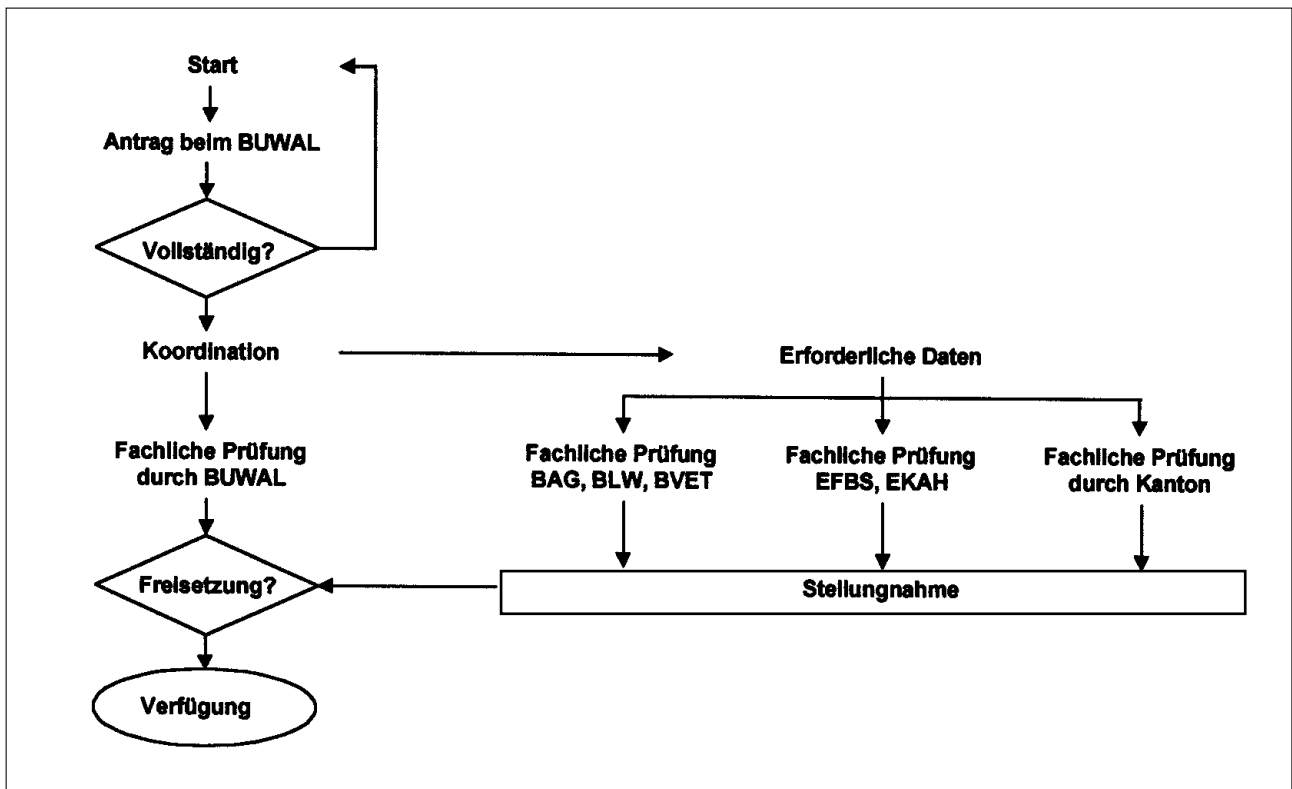 Start
Antrag beim BUWAL
Vollständig?
Koordination
Erforderliche Daten
Fachliche Prüfung
durch BUWAL
Fachliche Prüfung
BAG, BLW, BVET
Fachliche Prüfung
EFBS, EKAH
Fachliche Prüfung
durch Kanton
Freisetzung?
Stellungnahme
Verfügung